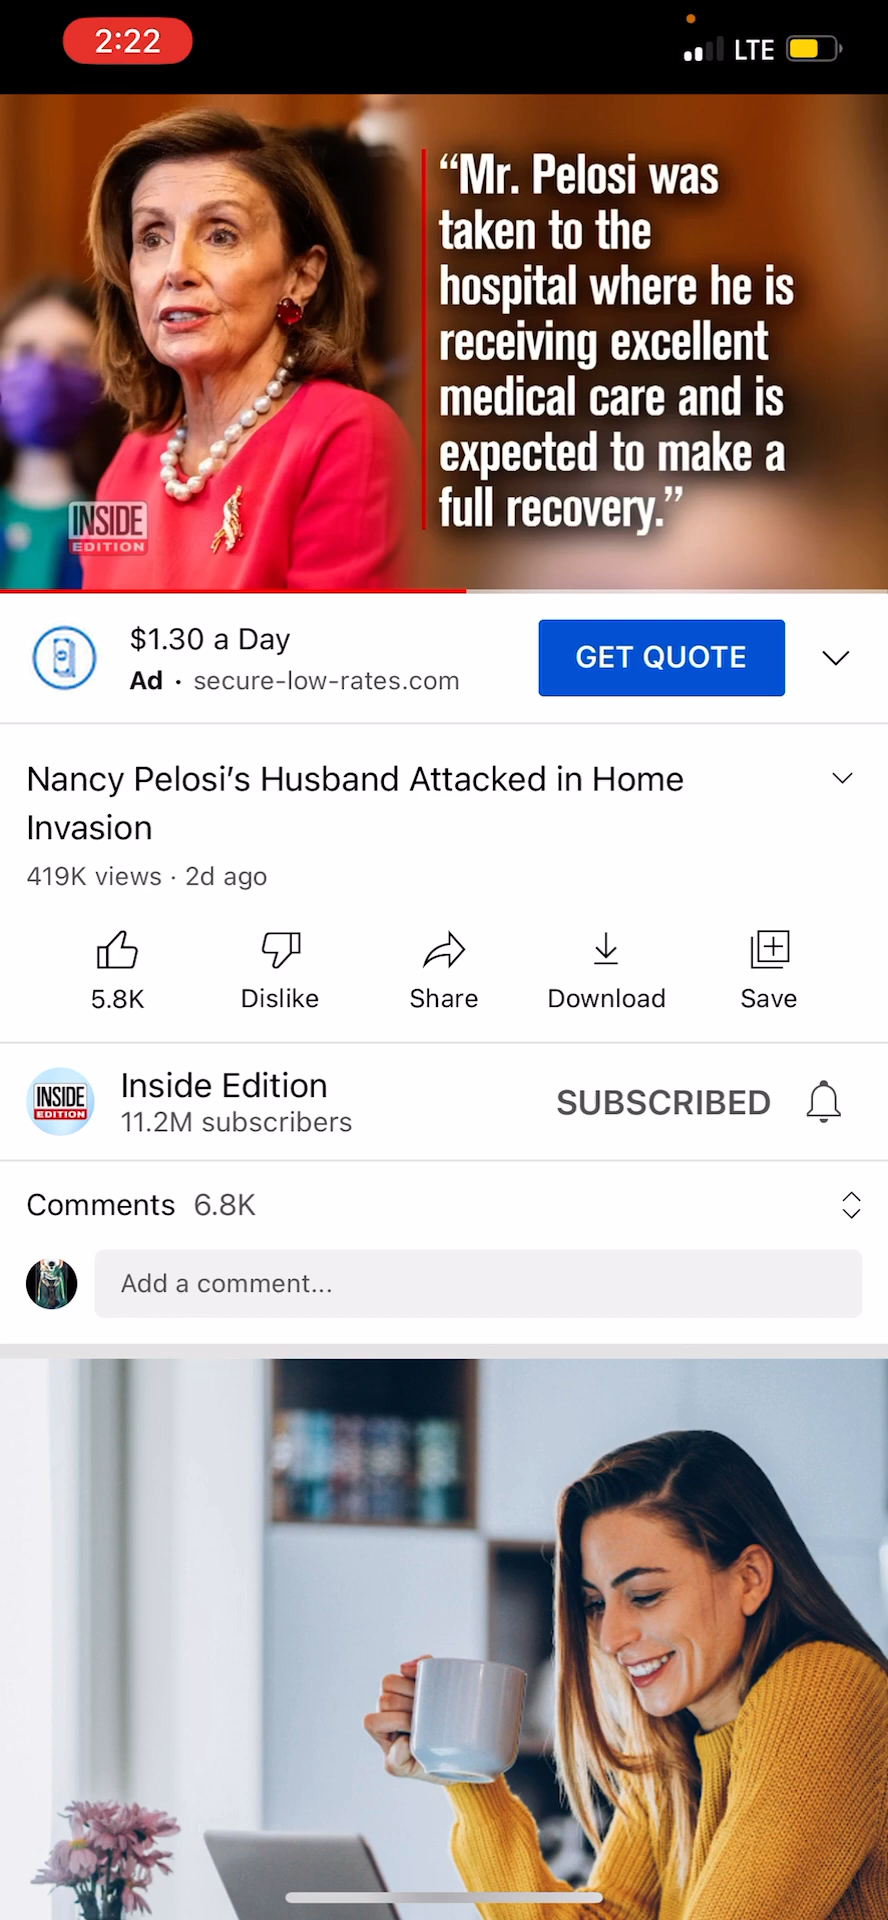 2:22
LTE
“Mr. Pelosi was
taken to the
hospital where he is
receiving excellent
medical care and is
expected to make a
full recovery.”
INSIDE
EDITION
$1.30 a Day
Ad · secure-low-rates.com
GET QUOTE
Nancy Pelosi’s Husband Attacked in Home
Invasion
419K views · 2d ago
5.8K
Dislike
Share
Download
Save
INSIDE
EDITION
Inside Edition
11.2M subscribers
SUBSCRIBED
Comments 6.8K
Add a comment...